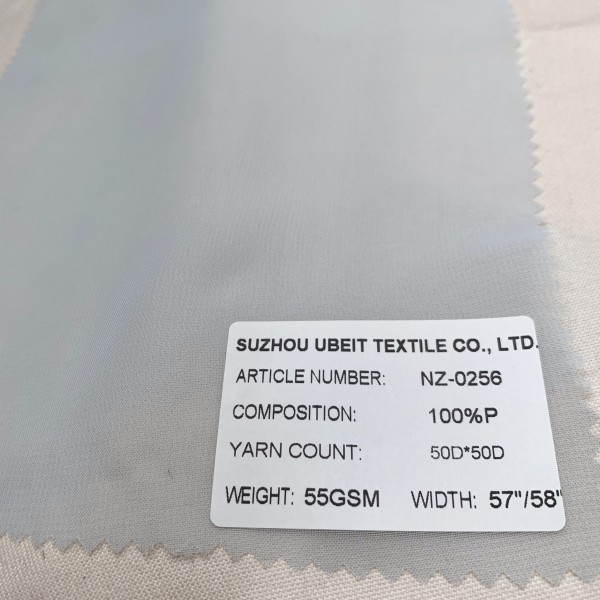 SUZHOU UBEIT TEXTILE CO., LTD.
ARTICLE NUMBER: NZ-0256
COMPOSITION: 100%P
YARN COUNT: 50D*50D
WEIGHT: 55GSM WIDTH: 57"/58"